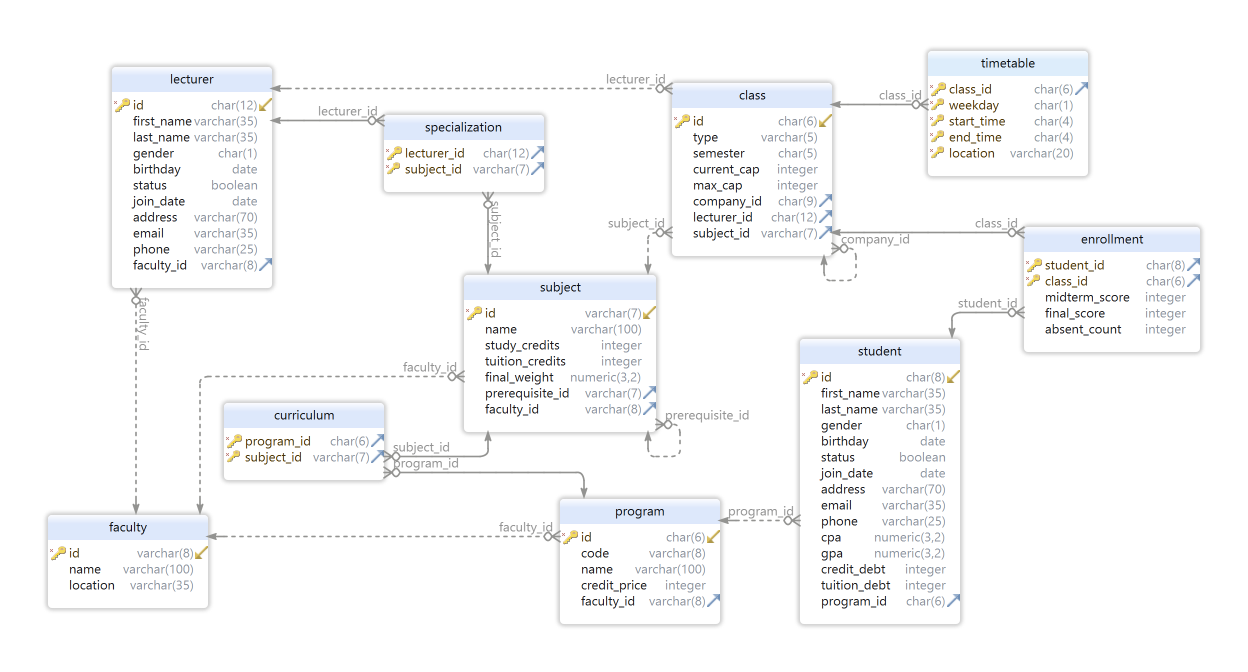 lecturer
id char(12)
first_name varchar(35)
last_name varchar(35)
gender char(1)
birthday date
status boolean
join_date date
address varchar(70)
email varchar(35)
phone varchar(25)
faculty_id varchar(8)
lecturer_id
lecturer_id
specialization
lecturer_id char(12)
subject_id varchar(7)
class
id char(6)
type varchar(5)
semester char(5)
current_cap integer
max_cap integer
company_id char(9)
lecturer_id char(12)
subject_id varchar(7)
class_id
timetable
class_id char(6)
weekday char(1)
start_time char(4)
end_time char(4)
location varchar(20)
subject_id
subject_id
company_id
class_id
enrollment
student_id char(8)
class_id char(6)
midterm_score integer
final_score integer
absent_count integer
student_id
faculty_id
subject
id varchar(7)
name varchar(100)
study_credits integer
tuition_credits integer
final_weight numeric(3,2)
prerequisite_id varchar(7)
faculty_id varchar(8)
faculty_id
prerequisite_id
student
id char(8)
first_name varchar(35)
last_name varchar(35)
gender char(1)
birthday date
status boolean
join_date date
address varchar(70)
email varchar(35)
phone varchar(25)
cpa numeric(3,2)
gpa numeric(3,2)
credit_debt integer
tuition_debt integer
program_id char(6)
curriculum
program_id char(6)
subject_id varchar(7)
subject_id
program_id
faculty
id varchar(8)
name varchar(100)
location varchar(35)
faculty_id
program
id char(6)
code varchar(8)
name varchar(100)
credit_price integer
faculty_id varchar(8)
program_id